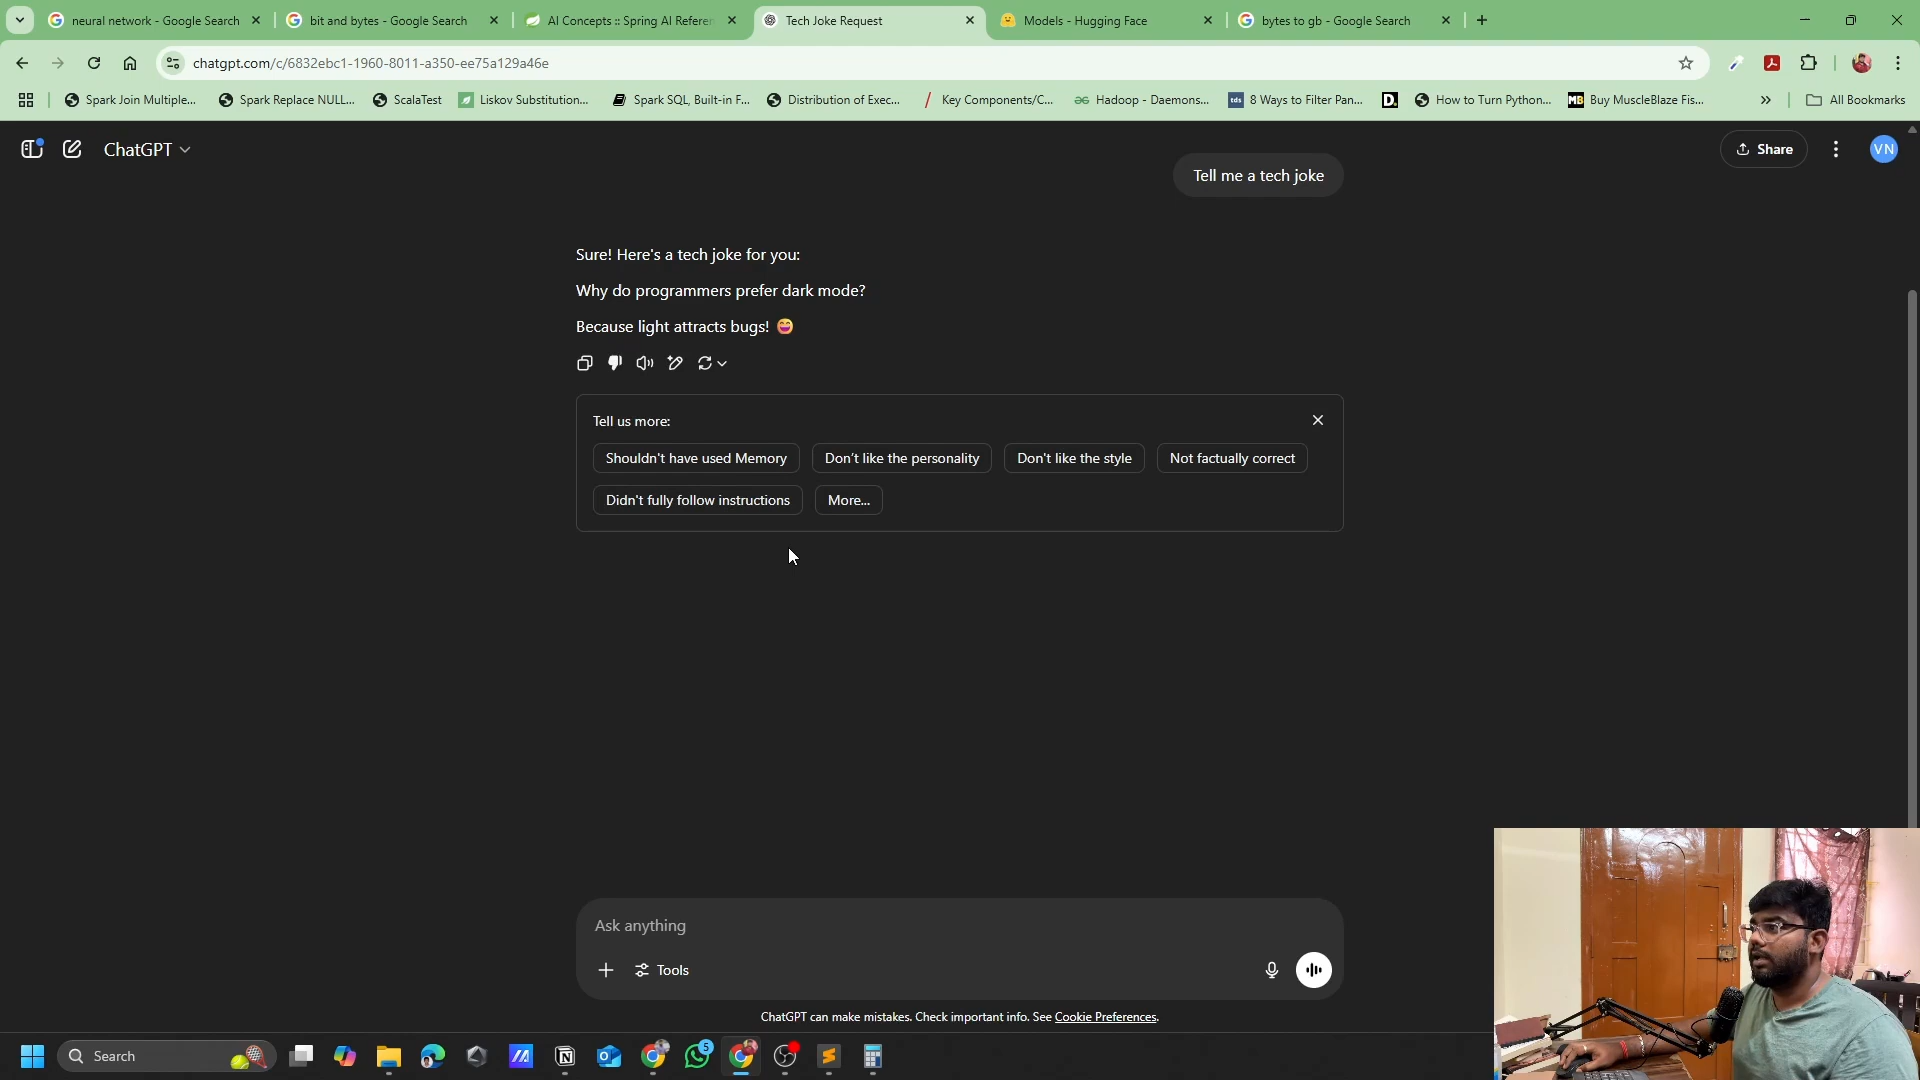 neural network - Google Search
bit and bytes - Google Search
AI Concepts :: Spring AI Referen
Tech Joke Request
Models - Hugging Face
bytes to gb - Google Search
chatgpt.com/c/6832ebc1-1960-8011-a350-ee75a129a46e
Spark Join Multiple...
Spark Replace NULL...
ScalaTest
Liskov Substitution...
Spark SQL, Built-in F...
Distribution of Exec...
Key Components/C...
Hadoop - Daemons...
tds
8 Ways to Filter Pan...
D.
How to Turn Python...
MB
Buy MuscleBlaze Fis...
All Bookmarks
ChatGPT
Share
VN
Tell me a tech joke
Sure! Here's a tech joke for you:
Why do programmers prefer dark mode?
Because light attracts bugs! 😄
Tell us more:
Shouldn't have used Memory
Don't like the personality
Don't like the style
Not factually correct
Didn't fully follow instructions
More...
Ask anything
Tools
ChatGPT can make mistakes. Check important info. See Cookie Preferences.
Search
5